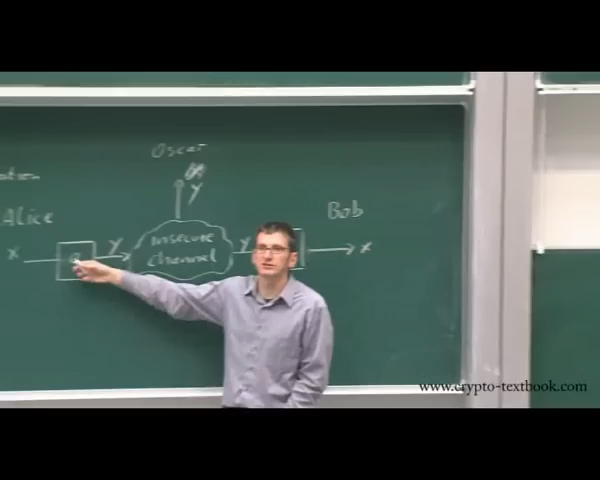 Oscar
y
Alice
Bob
x
y
insecure
channel
y
x
www.crypto-textbook.com